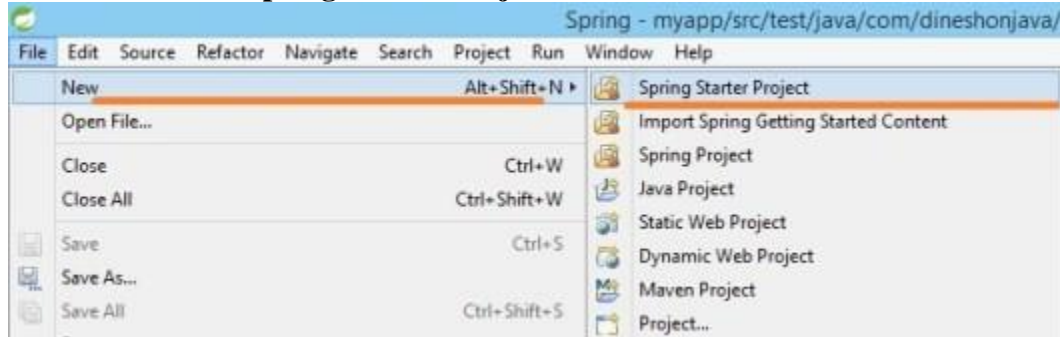 Spring - myapp/src/test/java/com/dineshonjava/
File Edit Source Refactor Navigate Search Project Run Window Help
New Alt+Shift+N
Open File...
Close Ctrl+W
Close All Ctrl+Shift+W
Save Ctrl+S
Save As...
Save All Ctrl+Shift+S
Spring Starter Project
Import Spring Getting Started Content
Spring Project
Java Project
Static Web Project
Dynamic Web Project
Maven Project
Project...